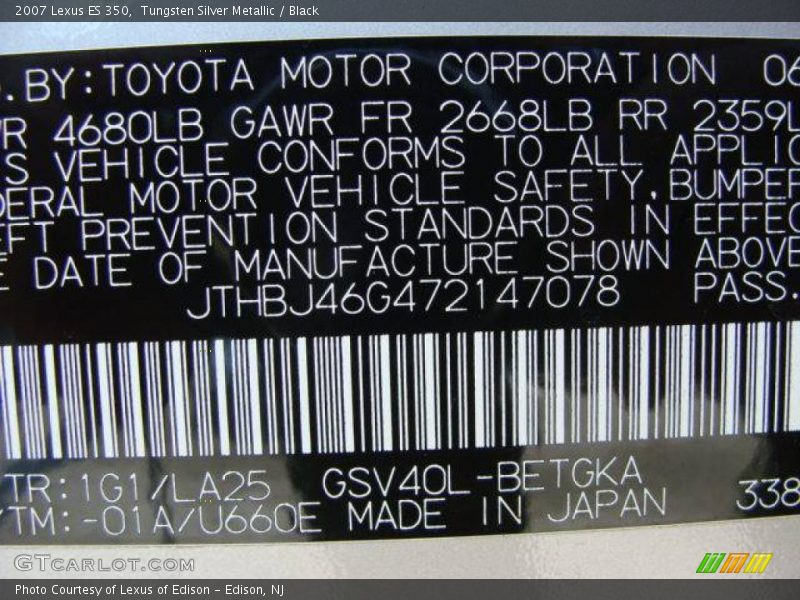 2007 Lexus ES 350, Tungsten Silver Metallic / Black
D.BY:TOYOTA MOTOR CORPORATION 06
VR 4680LB GAWR FR 2668LB RR 2359L
IS VEHICLE CONFORMS TO ALL APPLIC
DERAL MOTOR VEHICLE SAFETY,BUMPER
EFT PREVENTION STANDARDS IN EFFEC
E DATE OF MANUFACTURE SHOWN ABOVE
JTHBJ46G472147078 PASS.
TR:1G1/LA25 GSV40L-BETGKA
/TM:-01A/U660E MADE IN JAPAN 338
GTCARLOT.COM
Photo Courtesy of Lexus of Edison - Edison, NJ